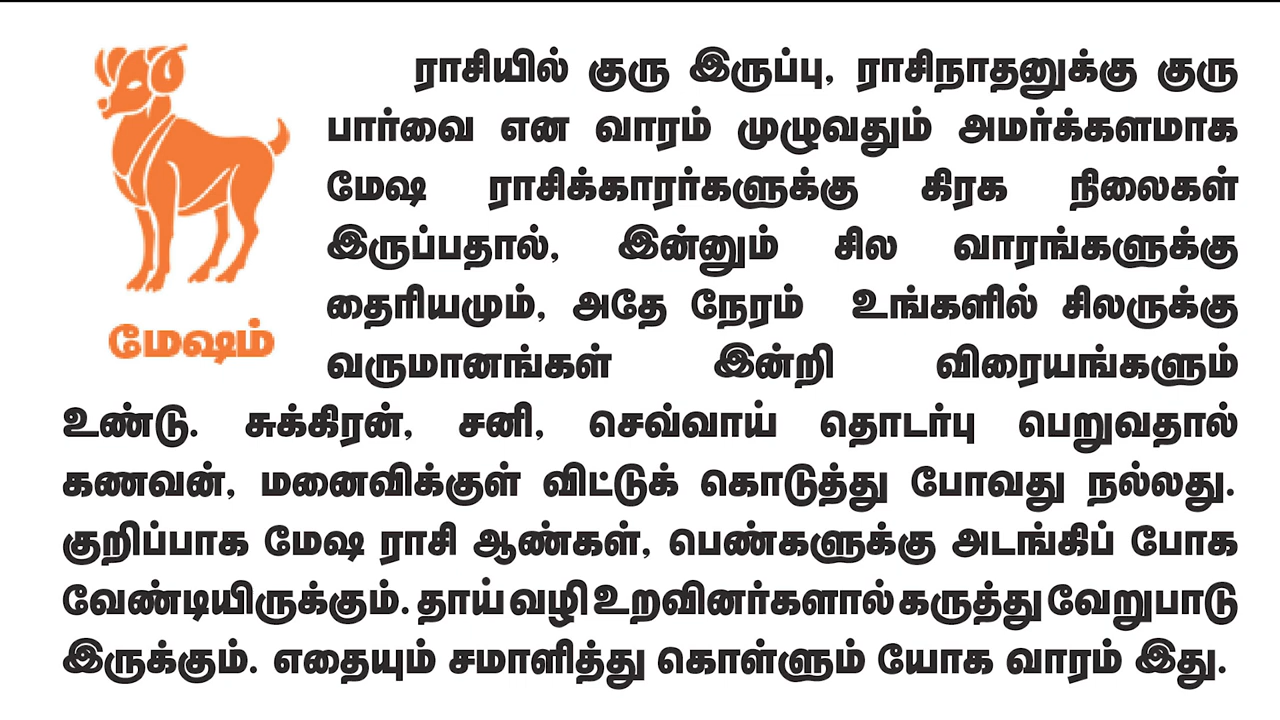 ராசியில் குரு இருப்பு, ராசிநாதனுக்கு குரு
பார்வை என வாரம் முழுவதும் அமர்க்களமாக
மேஷ ராசிக்காரர்களுக்கு கிரக நிலைகள்
இருப்பதால், இன்னும் சில வாரங்களுக்கு
தைரியமும், அதே நேரம் உங்களில் சிலருக்கு
வருமானங்கள் இன்றி விரையங்களும்
மேஷம்
உண்டு. சுக்கிரன், சனி, செவ்வாய் தொடர்பு பெறுவதால்
கணவன், மனைவிக்குள் விட்டுக் கொடுத்து போவது நல்லது.
குறிப்பாக மேஷ ராசி ஆண்கள், பெண்களுக்கு அடங்கிப் போக
வேண்டியிருக்கும். தாய் வழி உறவினர்களால் கருத்து வேறுபாடு
இருக்கும். எதையும் சமாளித்து கொள்ளும் யோக வாரம் இது.